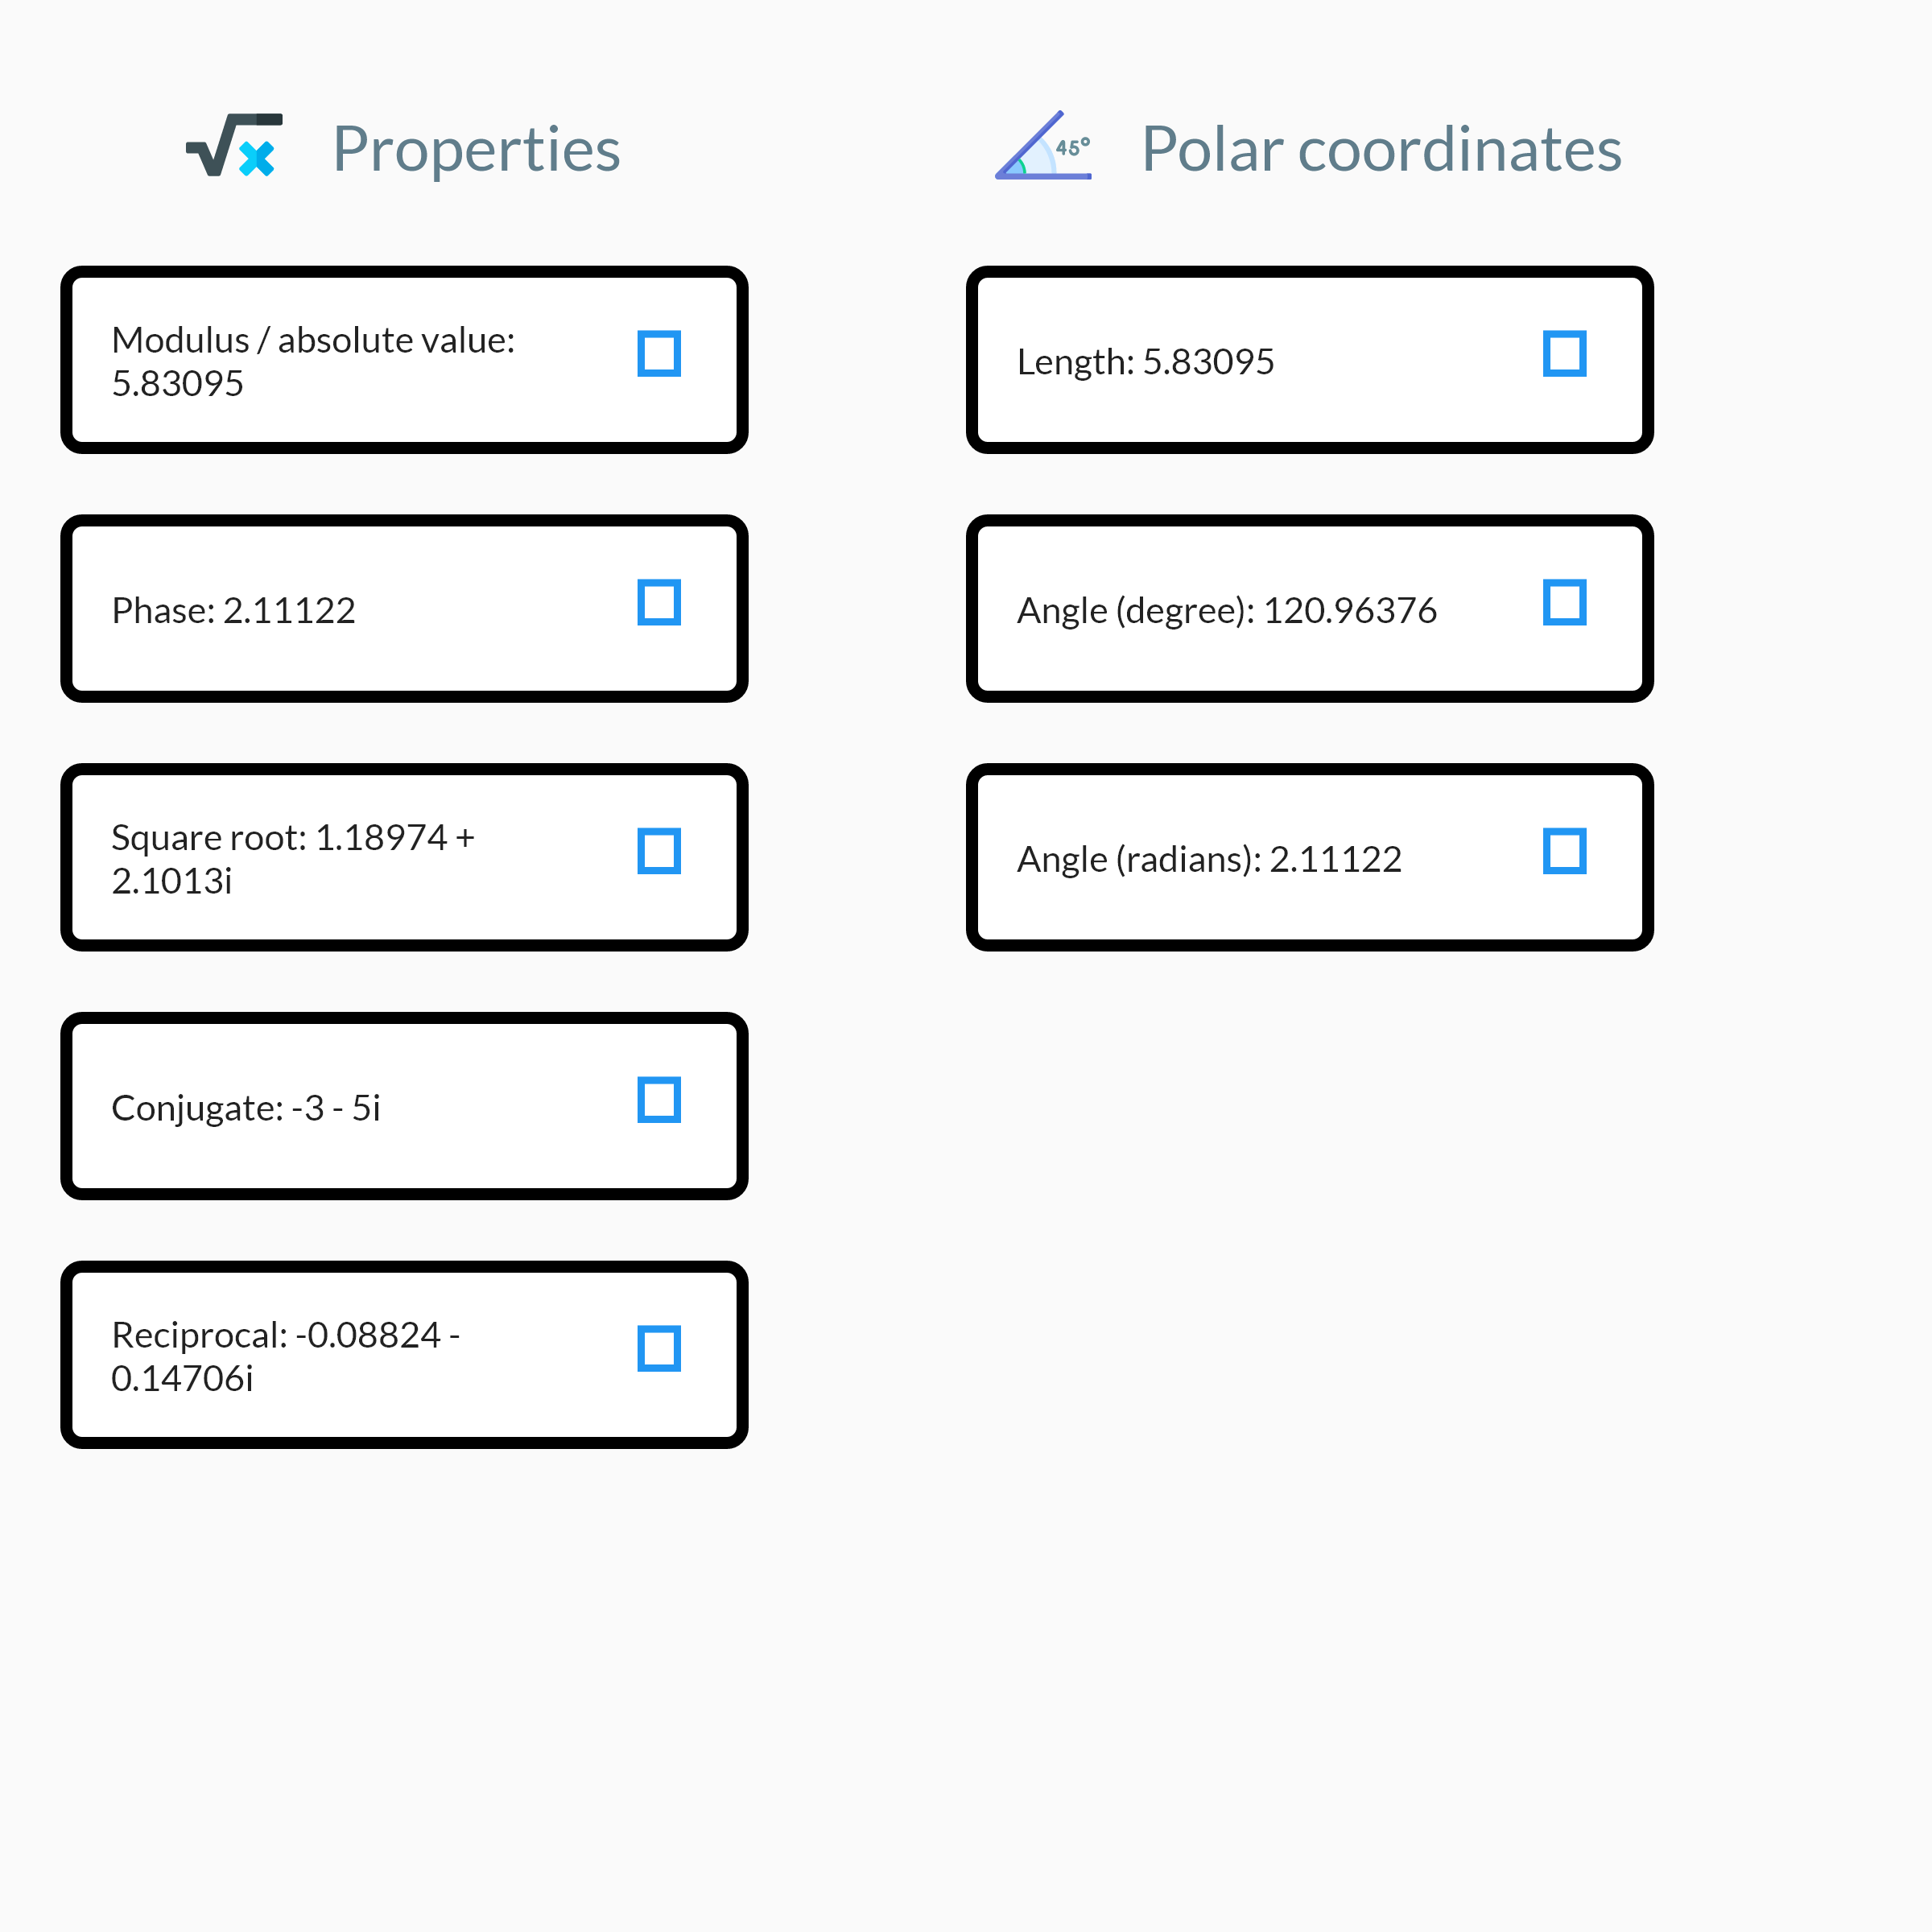 Properties
Modulus / absolute value:
5.83095
Phase: 2.11122
Square root: 1.18974 +
2.1013i
Conjugate: -3 - 5i
Reciprocal: -0.08824 -
0.14706i
45°
Polar coordinates
Length: 5.83095
Angle (degree): 120.96376
Angle (radians): 2.11122